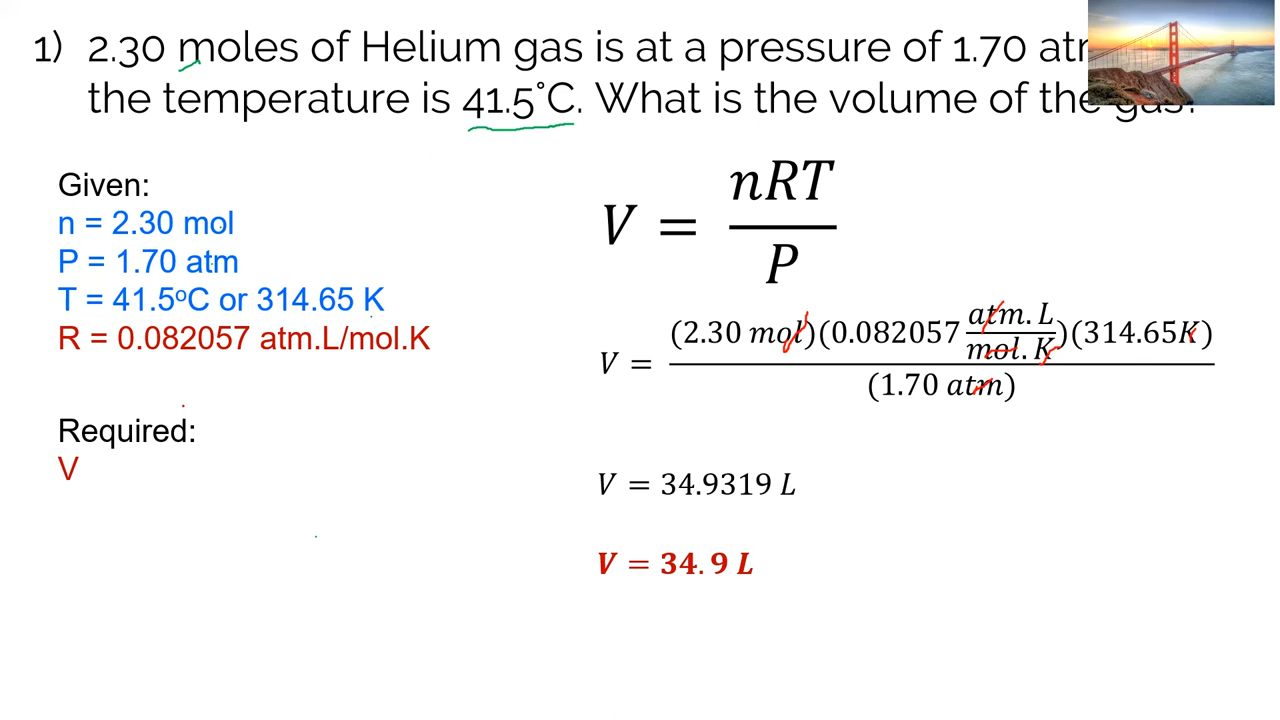 1) 2.30 moles of Helium gas is at a pressure of 1.70
the temperature is 41.5°C. What is the volume of the gas?
Given:
n = 2.30 mol
P = 1.70 atm
T = 41.5°C or 314.65 K
R = 0.082057 atm.L/mol.K
Required:
V
V = nRT / P
V = (2.30 mol)(0.082057 atm.L / mol.K)(314.65K) / (1.70 atm)
V = 34.9319 L
V = 34.9 L